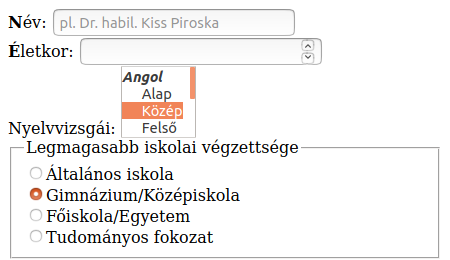 Név: pl. Dr. habil. Kiss Piroska
Életkor:
Angol
Alap
Közép
Felső
Nyelvvizsgái:
Legmagasabb iskolai végzettsége
Általános iskola
Gimnázium/Középiskola
Főiskola/Egyetem
Tudományos fokozat